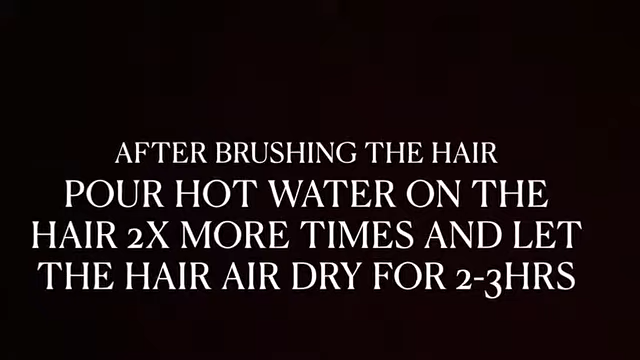 AFTER BRUSHING THE HAIR
POUR HOT WATER ON THE
HAIR 2X MORE TIMES AND LET
THE HAIR AIR DRY FOR 2-3HRS